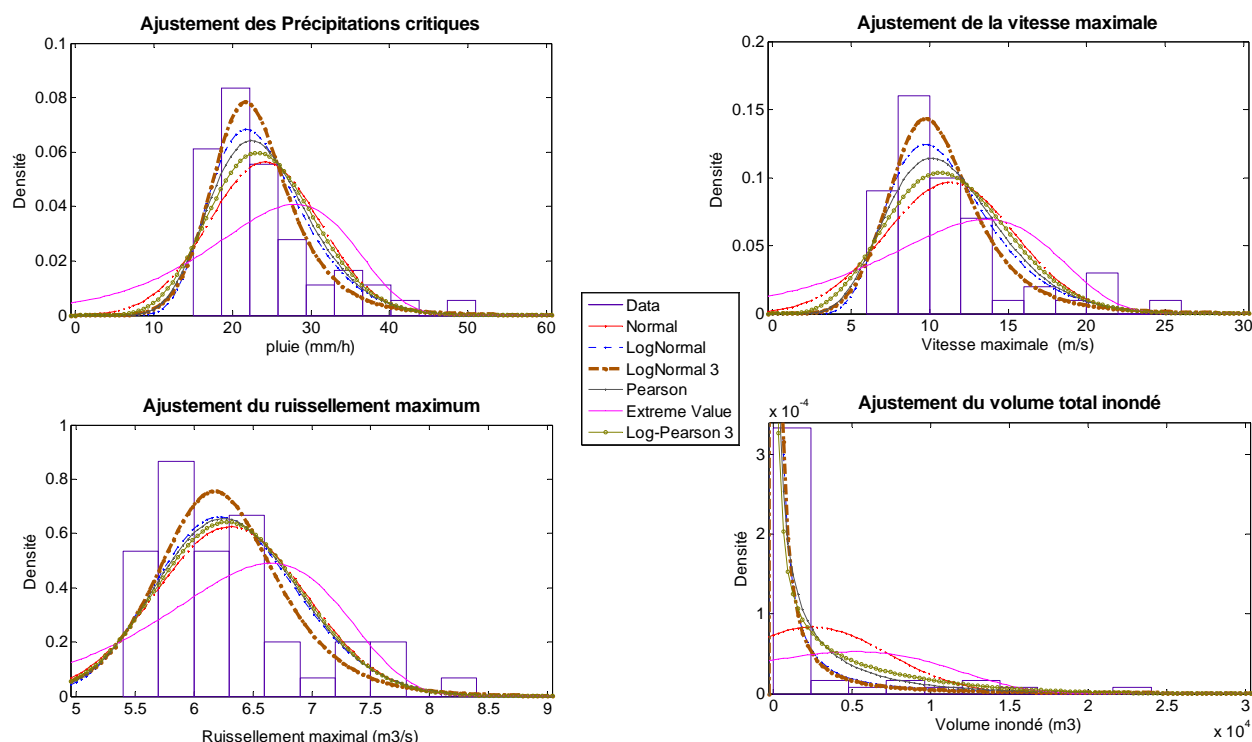 Ajustement des Précipitations critiques
0.1
0.08
0.06
0.04
0.02
0
Densité
0 10 20 30 40 50 60
pluie (mm/h)
Ajustement de la vitesse maximale
0.2
0.15
0.1
0.05
0
Densité
0 5 10 15 20 25 30
Vitesse maximale (m/s)
Data
Normal
LogNormal
LogNormal 3
Pearson
Extreme Value
Log-Pearson 3
Ajustement du ruissellement maximum
1
0.8
0.6
0.4
0.2
0
Densité
5 5.5 6 6.5 7 7.5 8 8.5 9
Ruissellement maximal (m3/s)
Ajustement du volume total inondé
x 10-4
3
2
1
0
Densité
0 0.5 1 1.5 2 2.5 3
Volume inondé (m3)
x 10^4